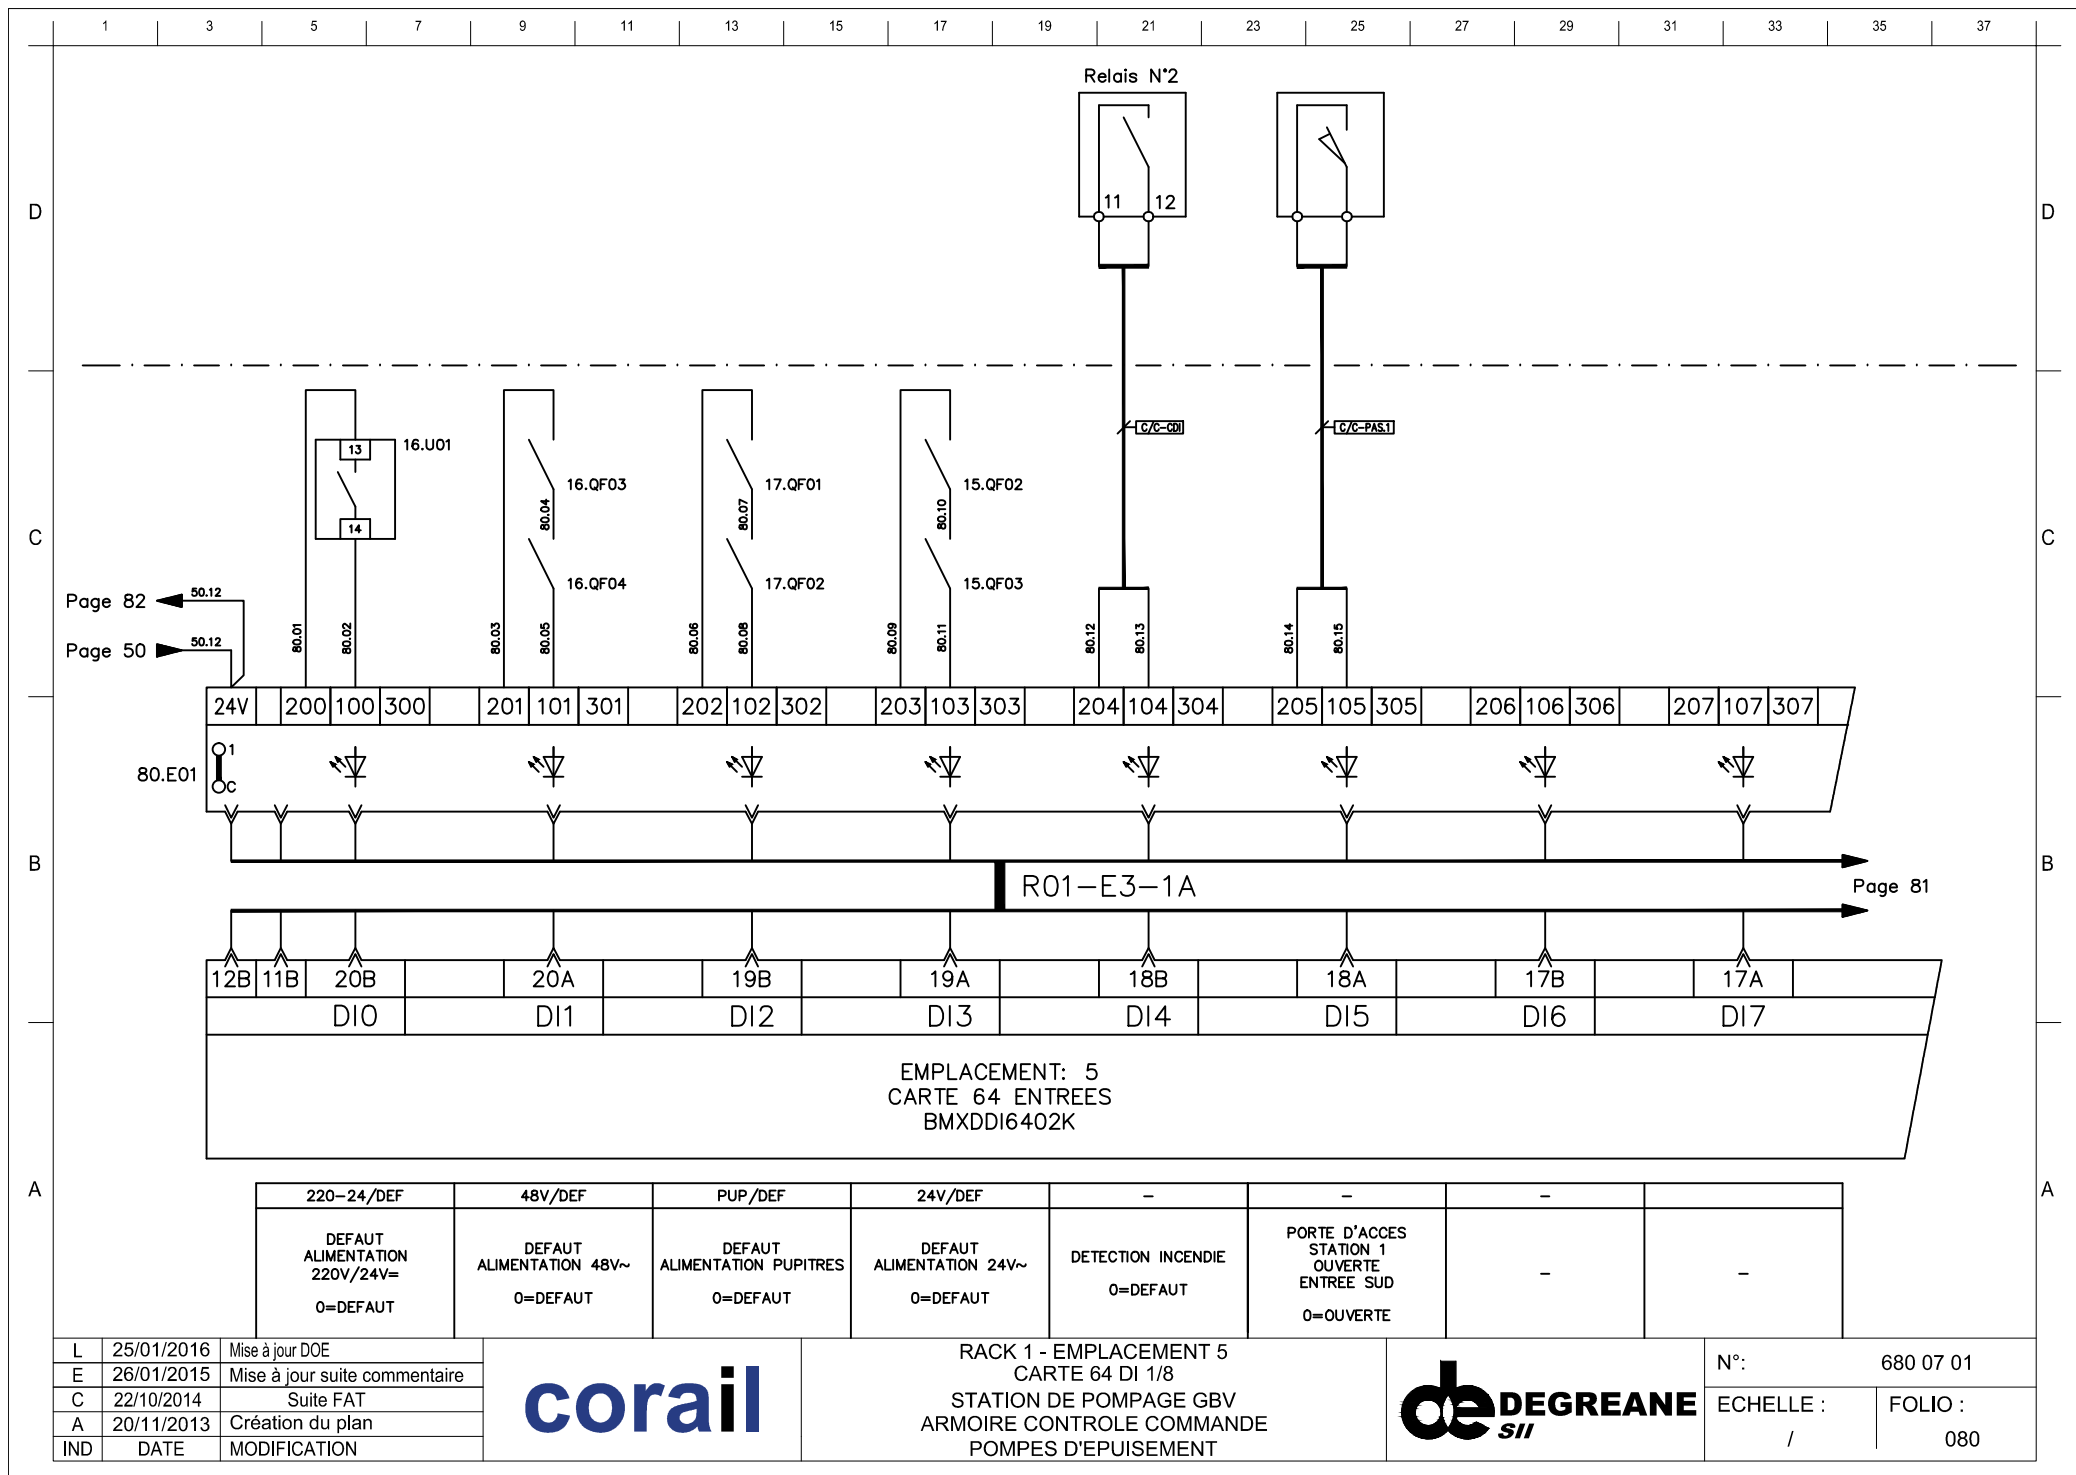 1 3 5 7 9 11 13 15 17 19 21 23 25 27 29 31 33 35 37
Relais N°2
11 12
D D
C/C-CDI C/C-PAS.1
13 16.U01
14
16.QF03 17.QF01 15.QF02
80.04 80.07 80.10
16.QF04 17.QF02 15.QF03
C C
Page 82 50.12
Page 50 50.12
80.01 80.02 80.03 80.05 80.06 80.08 80.09 80.11 80.12 80.13 80.14 80.15
24V 200 100 300 201 101 301 202 102 302 203 103 303 204 104 304 205 105 305 206 106 306 207 107 307
80.E01 1
C
B B
R01-E3-1A
Page 81
12B 11B 20B 20A 19B 19A 18B 18A 17B 17A
DI0 DI1 DI2 DI3 DI4 DI5 DI6 DI7
EMPLACEMENT: 5
CARTE 64 ENTREES
BMXDDI6402K
A A
220-24/DEF 48V/DEF PUP/DEF 24V/DEF - - -
DEFAUT
ALIMENTATION
220V/24V=
0=DEFAUT
DEFAUT
ALIMENTATION 48V~
0=DEFAUT
DEFAUT
ALIMENTATION PUPITRES
0=DEFAUT
DEFAUT
ALIMENTATION 24V~
0=DEFAUT
DETECTION INCENDIE
0=DEFAUT
PORTE D'ACCES
STATION 1
OUVERTE
ENTREE SUD
0=OUVERTE
-
-
L 25/01/2016 Mise à jour DOE
E 26/01/2015 Mise à jour suite commentaire
C 22/10/2014 Suite FAT
A 20/11/2013 Création du plan
IND DATE MODIFICATION
corail
RACK 1 - EMPLACEMENT 5
CARTE 64 DI 1/8
STATION DE POMPAGE GBV
ARMOIRE CONTROLE COMMANDE
POMPES D'EPUISEMENT
de DEGREANE
SII
N°: 680 07 01
ECHELLE : FOLIO :
/ 080